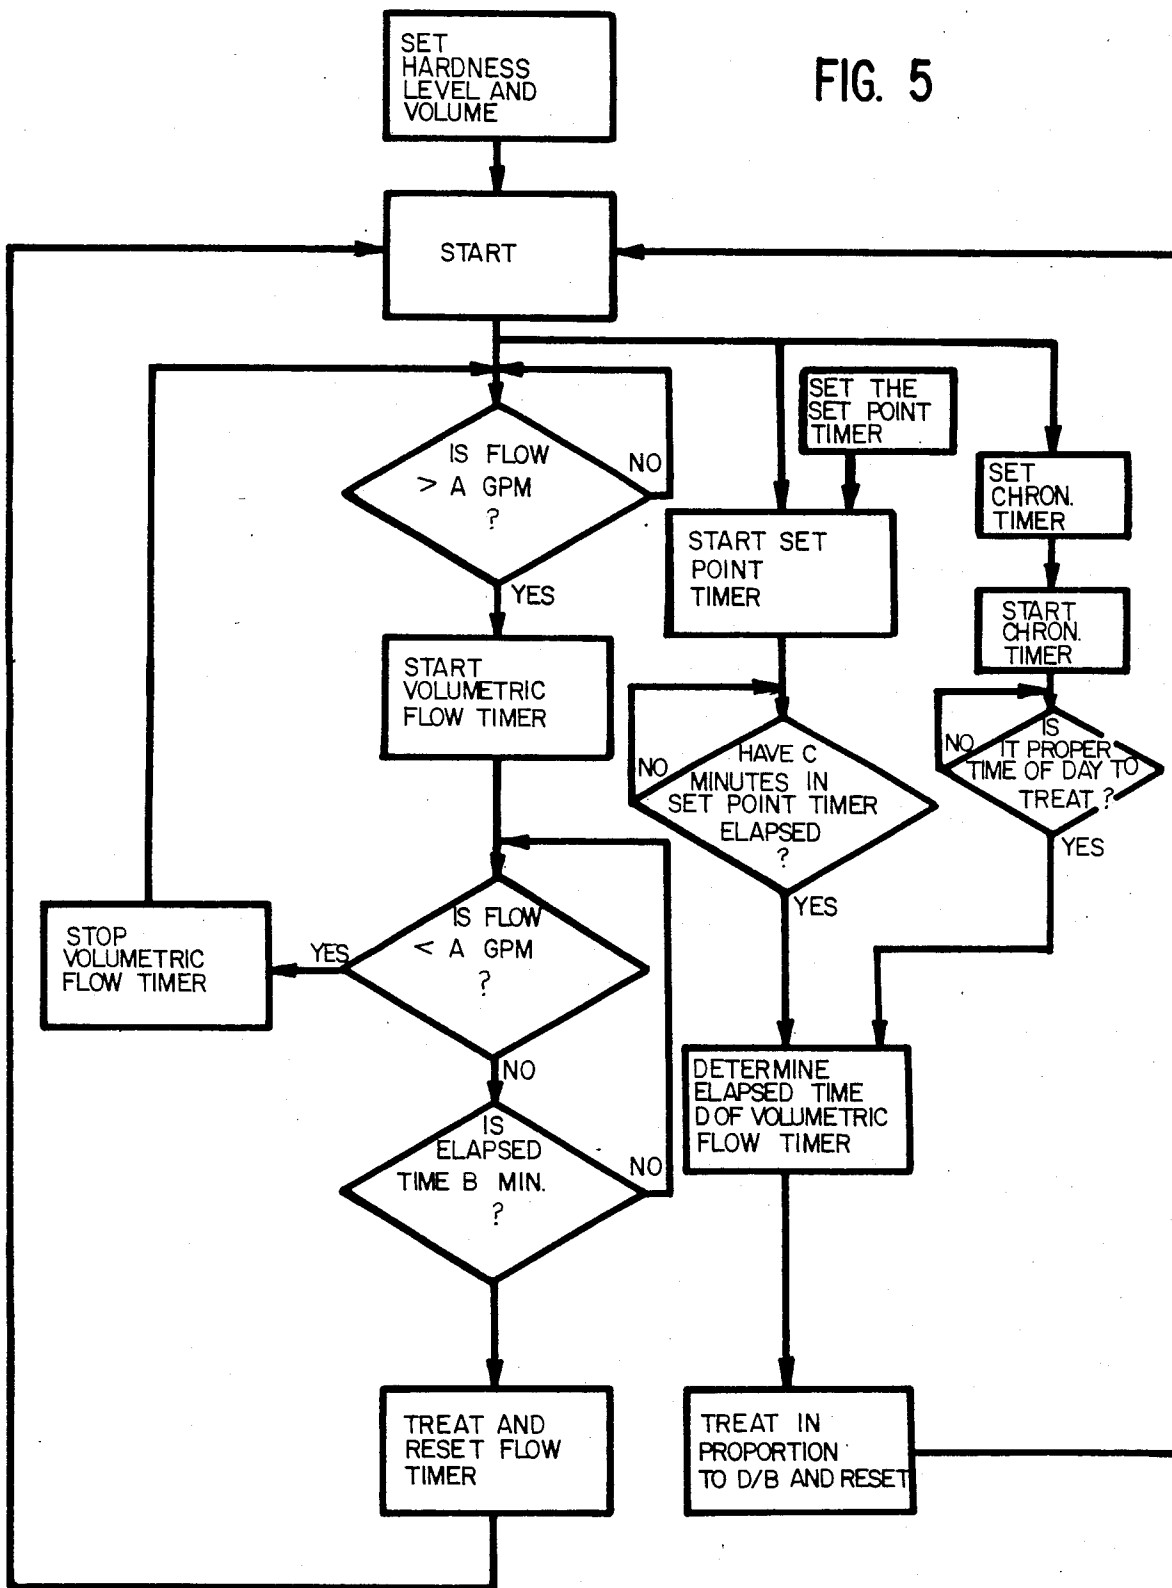 SET
HARDNESS
LEVEL AND
VOLUME
FIG. 5
START
IS FLOW
> A GPM
?
NO
YES
SET THE
SET POINT
TIMER
SET
CHRON.
TIMER
START SET
POINT
TIMER
START
CHRON.
TIMER
START
VOLUMETRIC
FLOW TIMER
NO
HAVE C
MINUTES IN
SET POINT TIMER
ELAPSED
?
YES
NO
IS
IT PROPER
TIME OF DAY TO
TREAT ?
YES
IS FLOW
< A GPM
?
YES
NO
STOP
VOLUMETRIC
FLOW TIMER
DETERMINE
ELAPSED TIME
D OF VOLUMETRIC
FLOW TIMER
IS
ELAPSED
TIME B MIN.
?
NO
TREAT AND
RESET FLOW
TIMER
TREAT IN
PROPORTION
TO D/B AND RESET